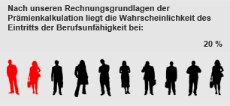 Nach unseren Rechnungsgrundlagen der
Prämienkalkulation liegt die Wahrscheinlichkeit des
Eintritts der Berufsunfähigkeit bei:
20 %